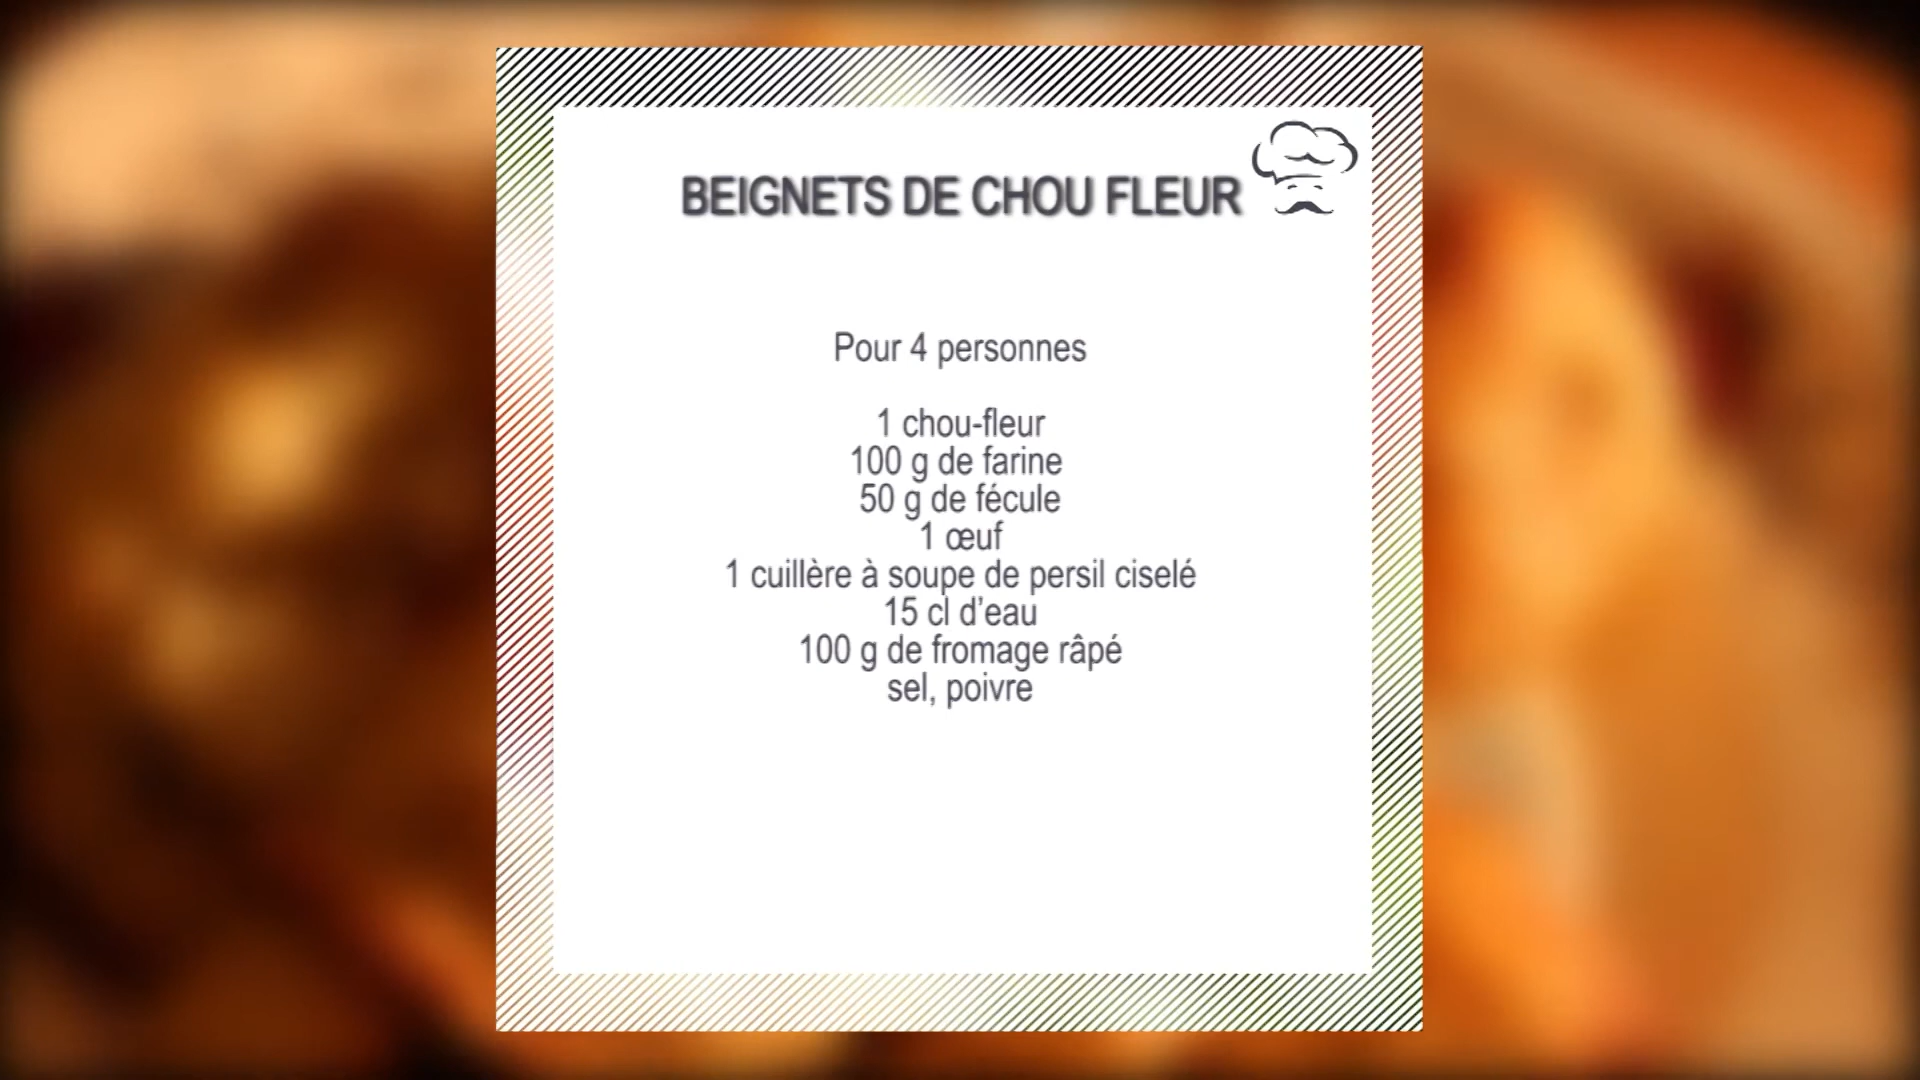 BEIGNETS DE CHOU FLEUR
Pour 4 personnes
1 chou-fleur
100 g de farine
50 g de fécule
1 œuf
1 cuillère à soupe de persil ciselé
15 cl d’eau
100 g de fromage râpé
sel, poivre